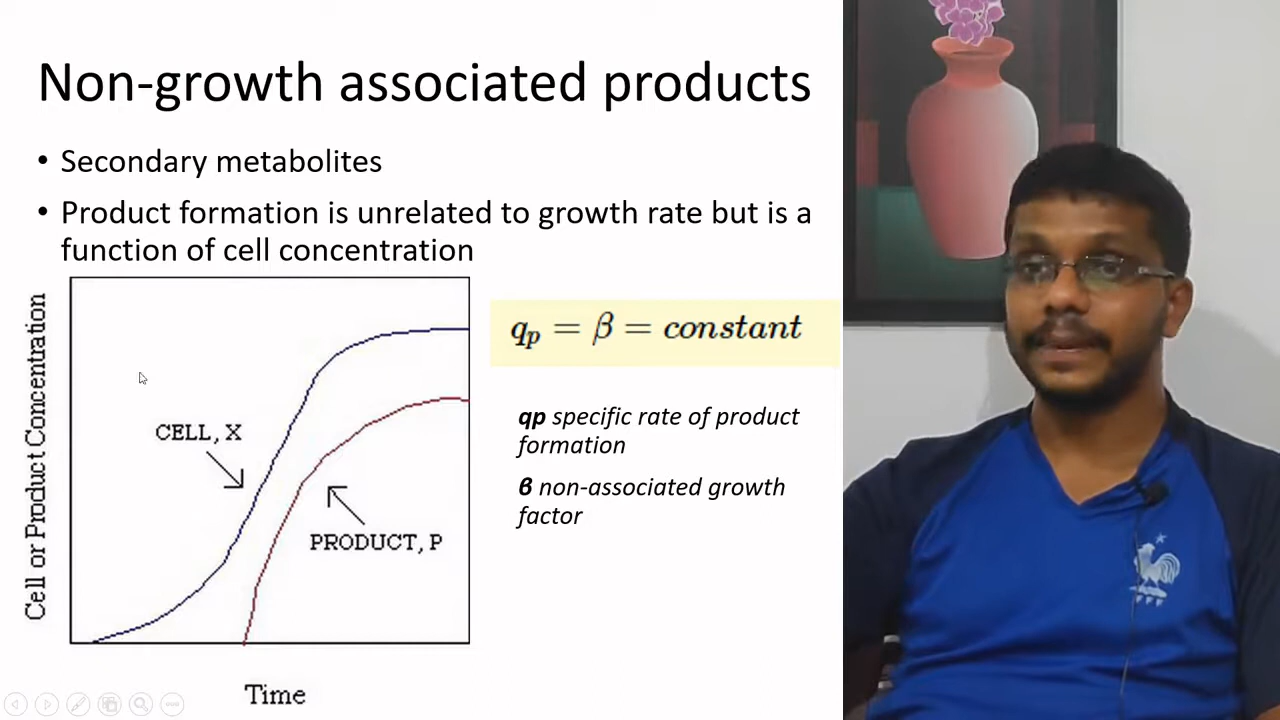 Non-growth associated products
• Secondary metabolites
• Product formation is unrelated to growth rate but is a
function of cell concentration
Cell or Product Concentration
CELL, X
PRODUCT, P
Time
q_p = β = constant
qp specific rate of product
formation
β non-associated growth
factor